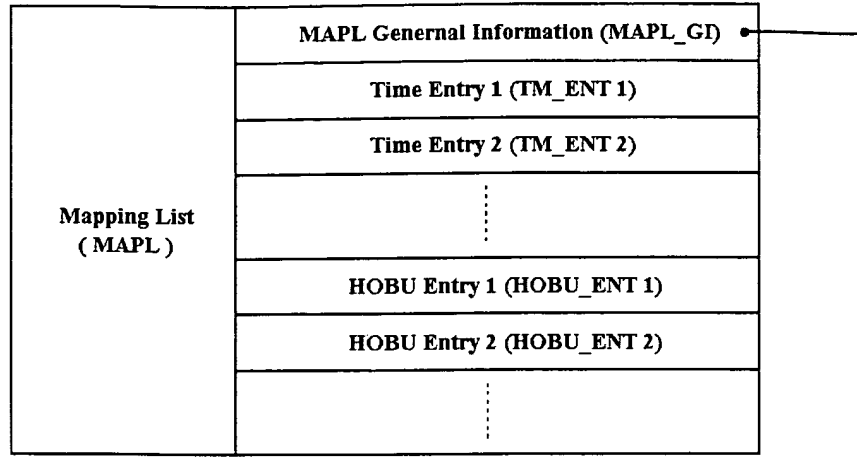 MAPL Genernal Information (MAPL_GI)
Time Entry 1 (TM_ENT 1)
Time Entry 2 (TM_ENT 2)
Mapping List
( MAPL )
HOBU Entry 1 (HOBU_ENT 1)
HOBU Entry 2 (HOBU_ENT 2)